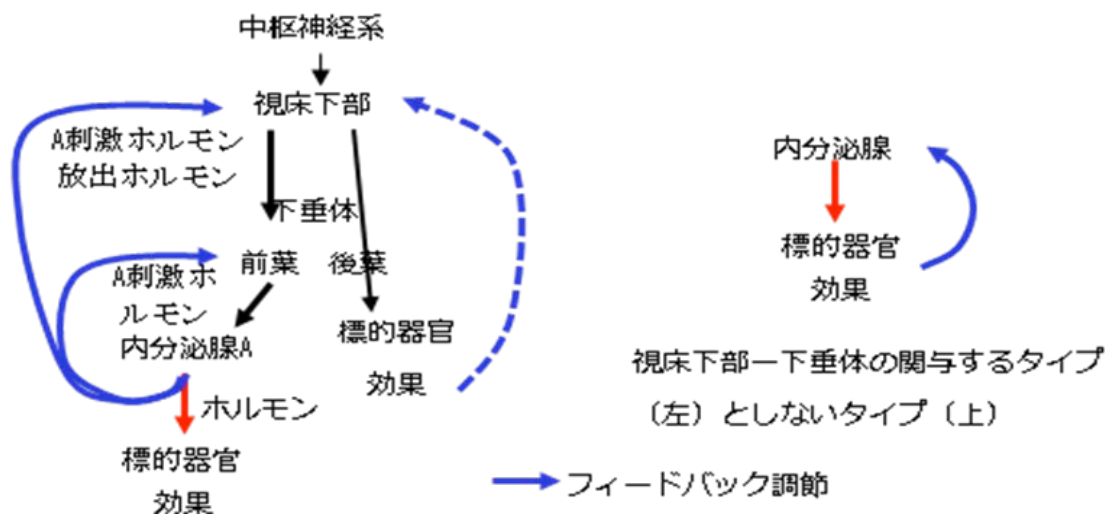 中枢神経系
視床下部
A刺激ホルモン
放出ホルモン
下垂体
前葉 後葉
A刺激ホ
ルモン
内分泌腺A
標的器官
効果
ホルモン
標的器官
効果
内分泌腺
標的器官
効果
視床下部ー下垂体の関与するタイプ
(左)としないタイプ(上)
フィードバック調節